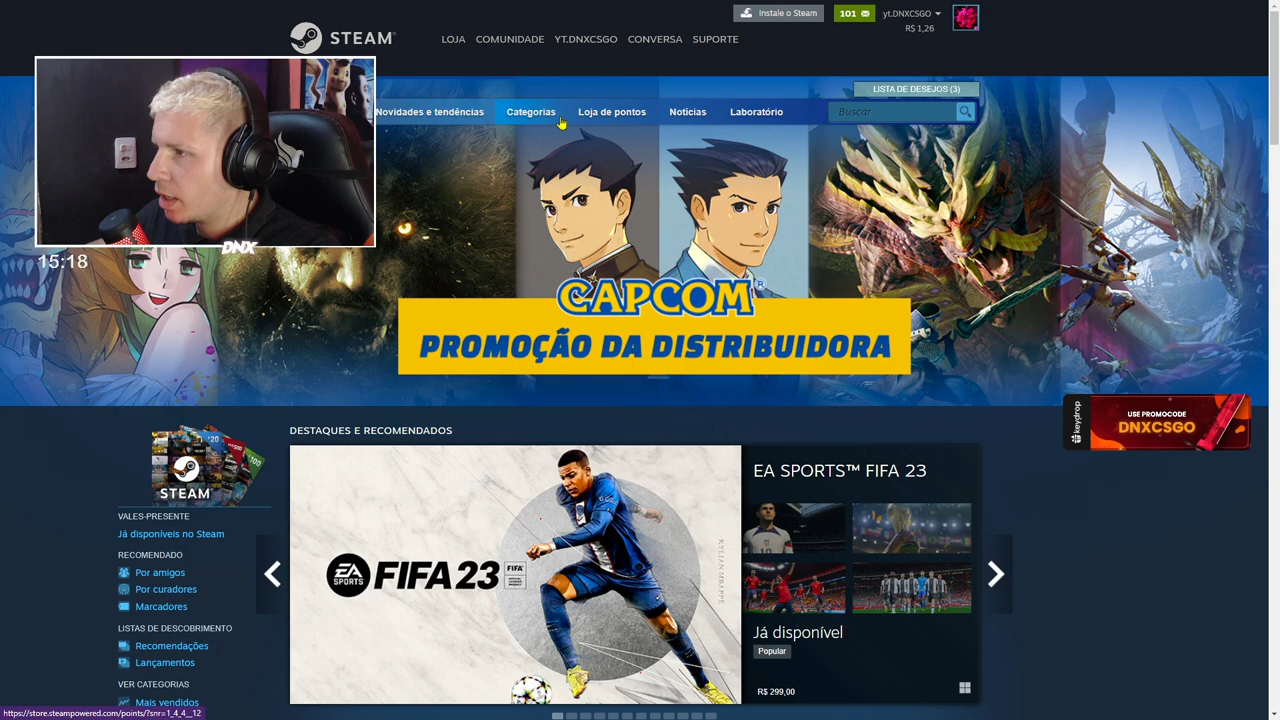 Instale o Steam
101
yt.DNXCSGO
R$ 1,26
STEAM®
LOJA
COMUNIDADE
YT.DNXCSGO
CONVERSA
SUPORTE
LISTA DE DESEJOS (3)
Novidades e tendências
Categorias
Loja de pontos
Notícias
Laboratório
Buscar
DNX
15:18
CAPCOM®
PROMOÇÃO DA DISTRIBUIDORA
keydrop
USE PROMOCODE
DNXCSGO
$20
100
STEAM
DESTAQUES E RECOMENDADOS
VALES-PRESENTE
Já disponíveis no Steam
RECOMENDADO
Por amigos
Por curadores
Marcadores
LISTAS DE DESCOBRIMENTO
Recomendações
Lançamentos
VER CATEGORIAS
Mais vendidos
EA SPORTS FIFA 23
FIFA
KYLIAN MBAPPÉ
EA SPORTS™ FIFA 23
Já disponível
Popular
R$ 299,00
https://store.steampowered.com/points/?snr=1_4_4__12